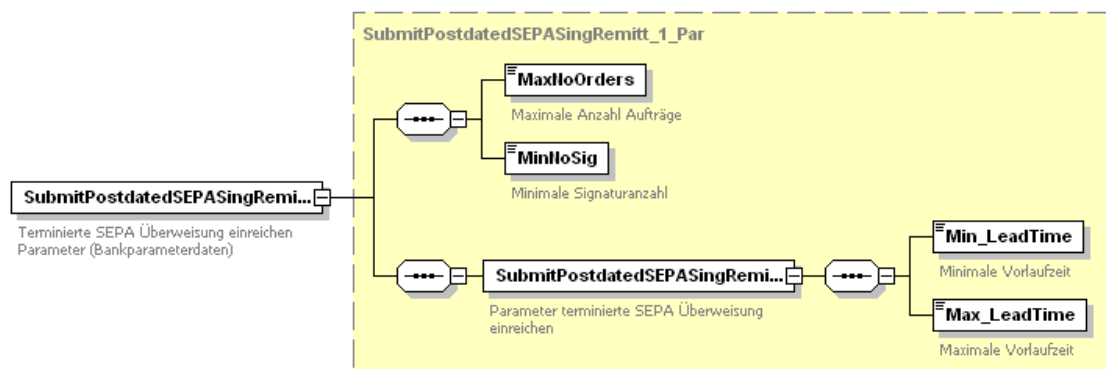 SubmitPostdatedSEPASingRemitt_1_Par
MaxNoOrders
Maximale Anzahl Aufträge
MinNoSig
Minimale Signaturanzahl
SubmitPostdatedSEPASingRemi...
Terminierte SEPA Überweisung einreichen
Parameter (Bankparameterdaten)
SubmitPostdatedSEPASingRemi...
Parameter terminierte SEPA Überweisung
einreichen
Min_LeadTime
Minimale Vorlaufzeit
Max_LeadTime
Maximale Vorlaufzeit